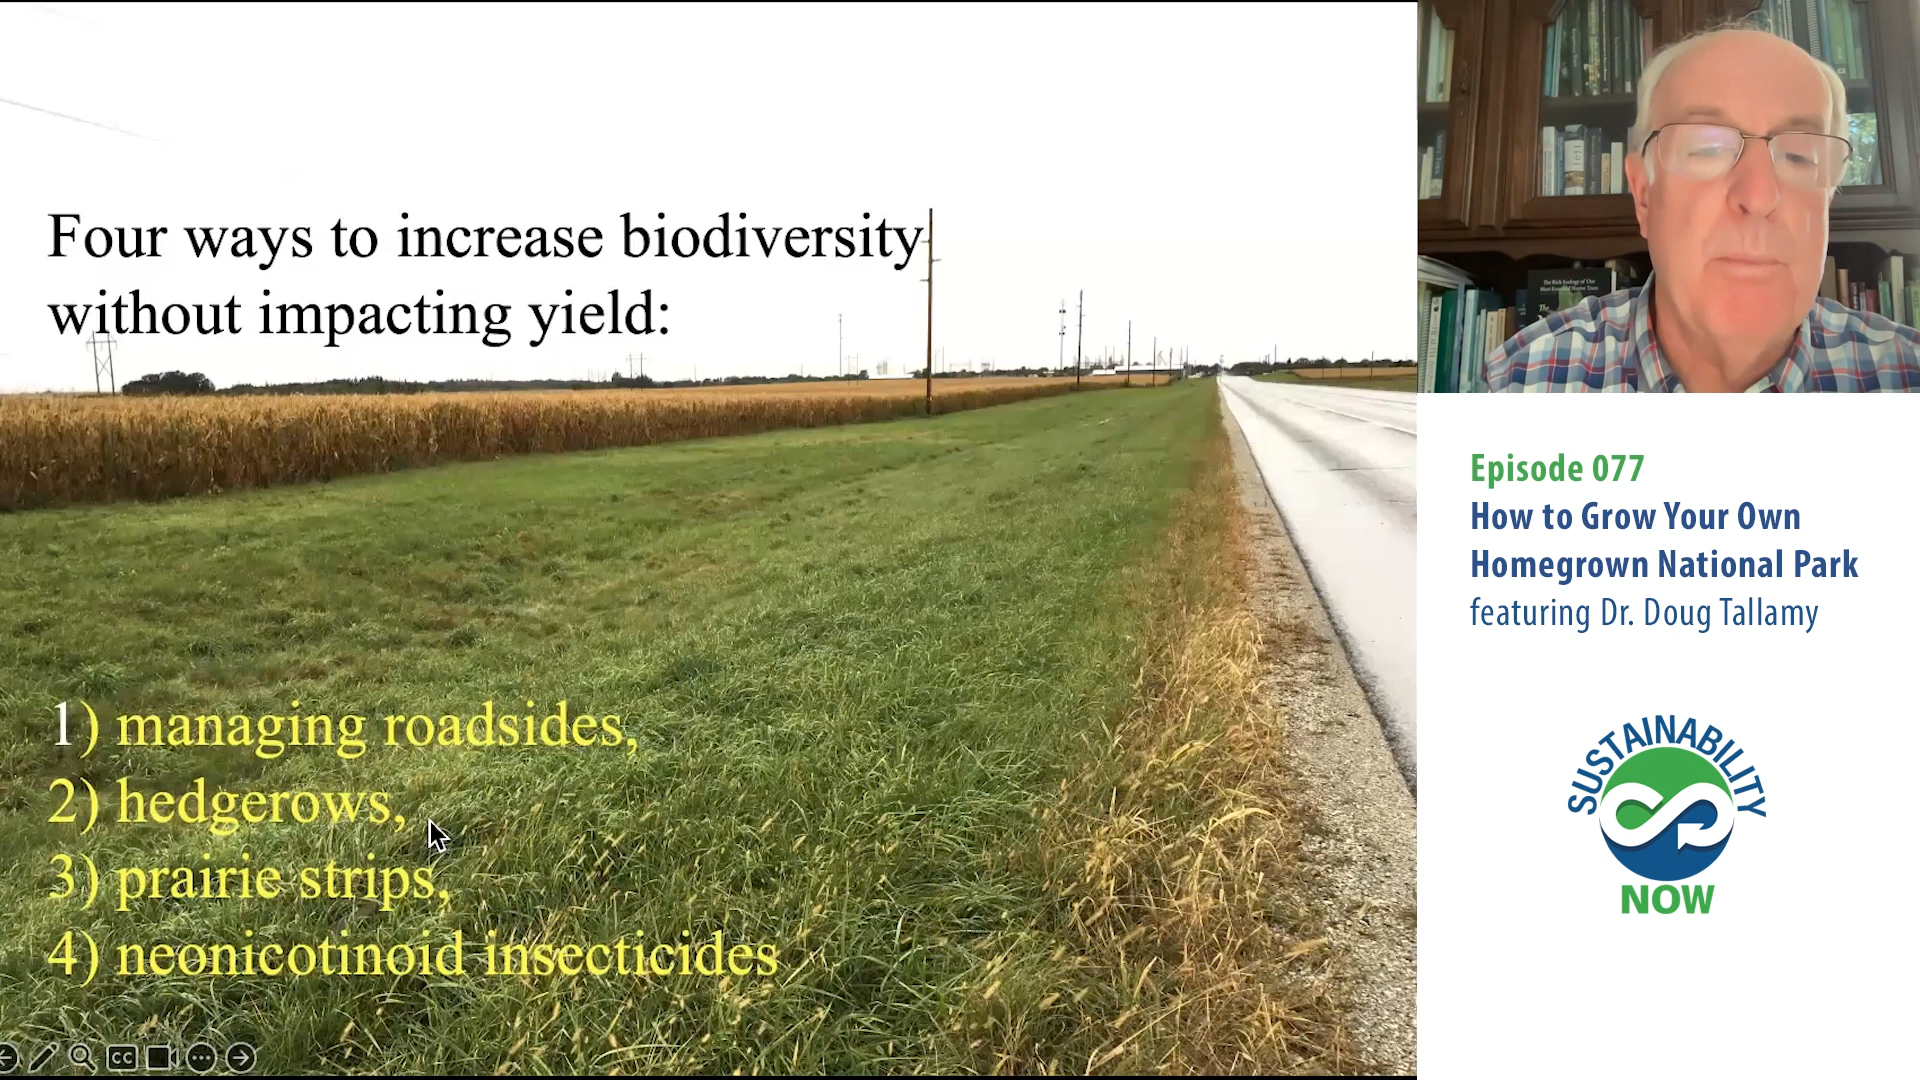 Four ways to increase biodiversity
without impacting yield:
1) managing roadsides,
2) hedgerows,
3) prairie strips,
4) neonicotinoid insecticides
CC
Episode 077
How to Grow Your Own
Homegrown National Park
featuring Dr. Doug Tallamy
SUSTAINABILITY
NOW